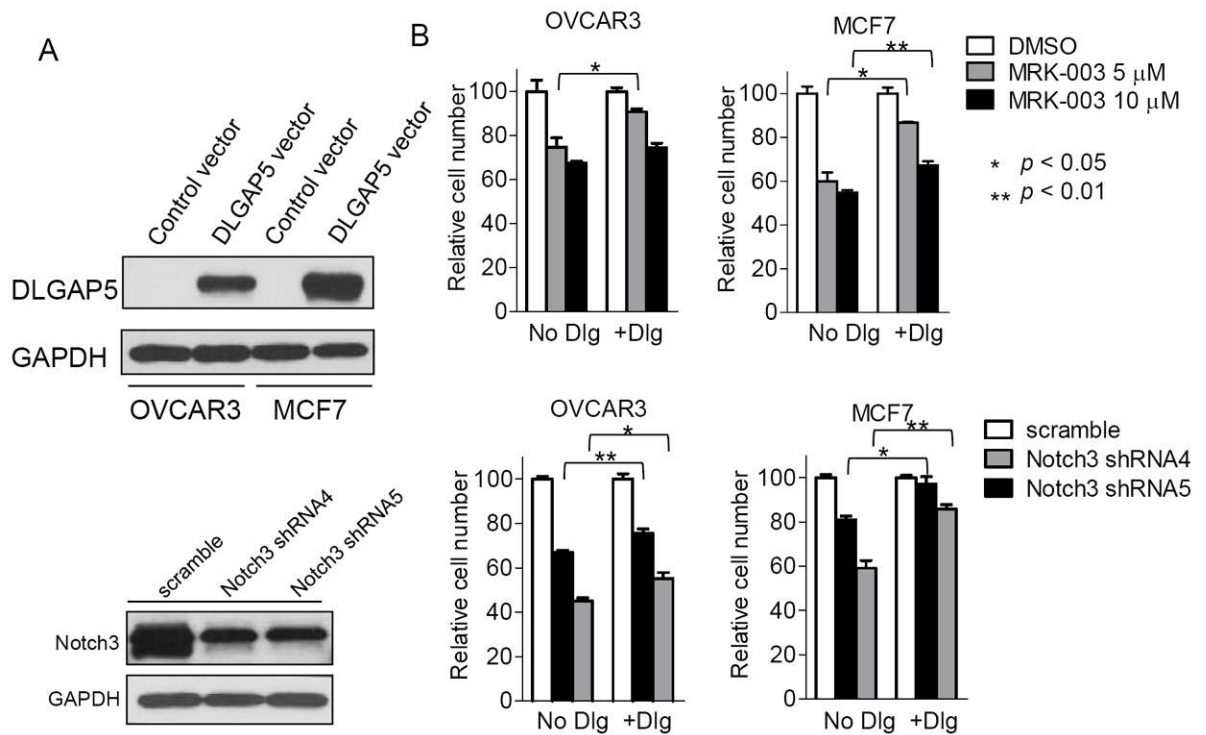 A
Control vector
DLGAP5 vector
Control vector
DLGAP5 vector
DLGAP5
GAPDH
OVCAR3 MCF7
scramble
Notch3 shRNA4
Notch3 shRNA5
Notch3
GAPDH
B
OVCAR3
*
Relative cell number
100
80
60
40
20
0
No Dlg +Dlg
MCF7
**
*
Relative cell number
100
80
60
40
20
0
No Dlg +Dlg
DMSO
MRK-003 5 μM
MRK-003 10 μM
* p < 0.05
** p < 0.01
OVCAR3
*
**
Relative cell number
100
80
60
40
20
0
No Dlg +Dlg
MCF7
**
*
Relative cell number
100
80
60
40
20
0
No Dlg +Dlg
scramble
Notch3 shRNA4
Notch3 shRNA5